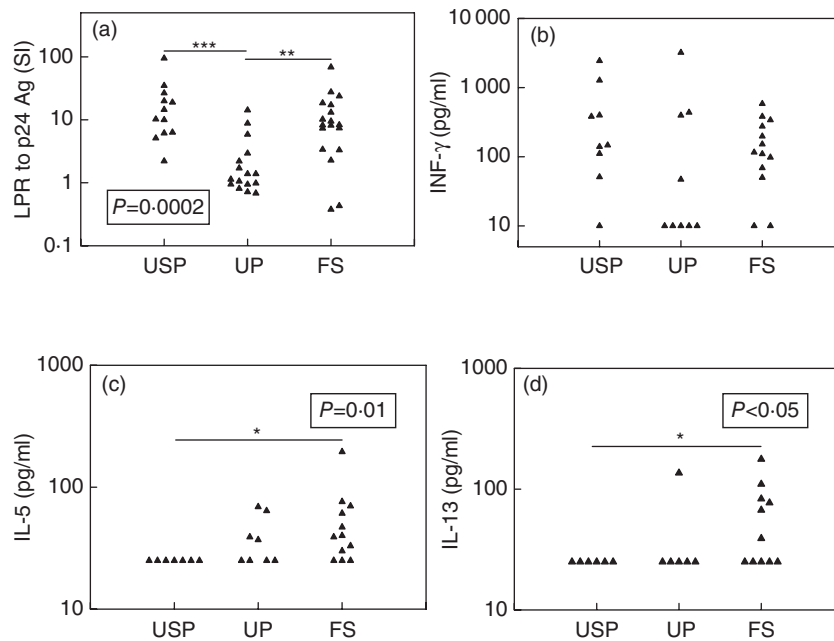 (a)
LPR to p24 Ag (SI)
100
10
1
0·1
***
**
P=0·0002
USP UP FS
(b)
INF-γ (pg/ml)
10 000
1 000
100
10
USP UP FS
(c)
IL-5 (pg/ml)
1000
100
10
P=0·01
*
USP UP FS
(d)
IL-13 (pg/ml)
1000
100
10
P<0·05
*
USP UP FS